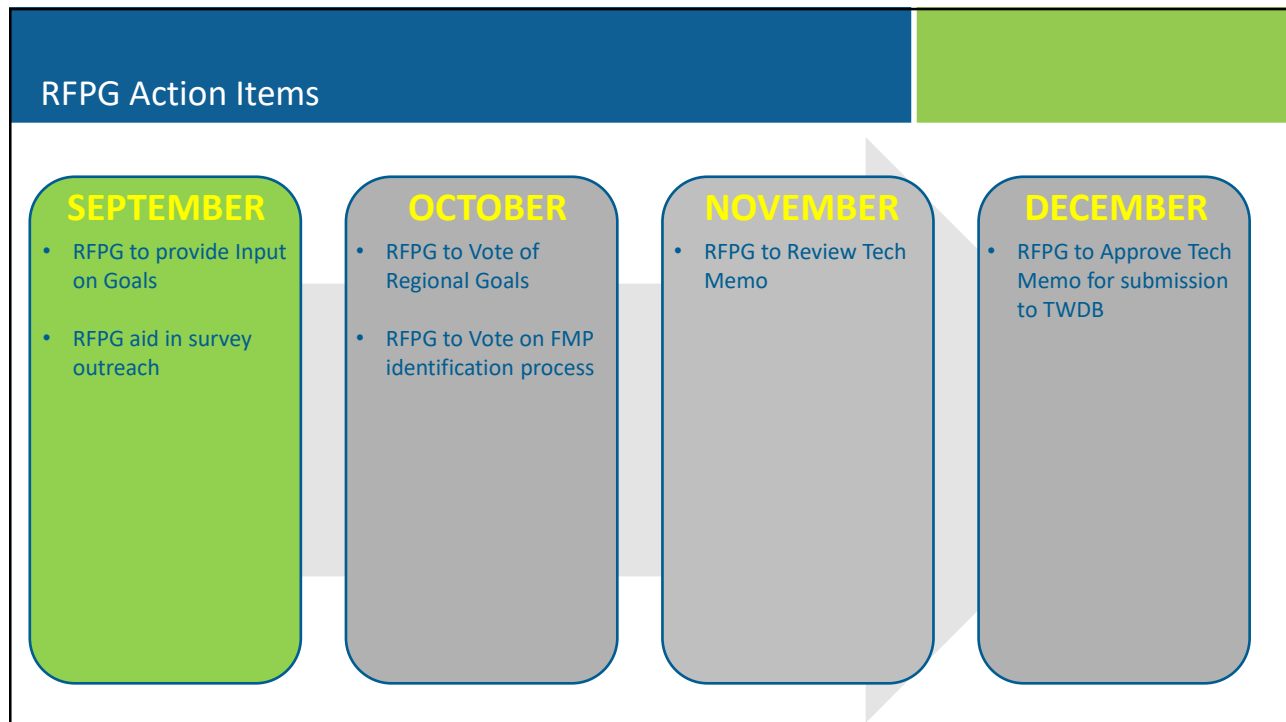 RFPG Action Items
SEPTEMBER
• RFPG to provide Input
on Goals
• RFPG aid in survey
outreach
OCTOBER
• RFPG to Vote of
Regional Goals
• RFPG to Vote on FMP
identification process
NOVEMBER
• RFPG to Review Tech
Memo
DECEMBER
• RFPG to Approve Tech
Memo for submission
to TWDB